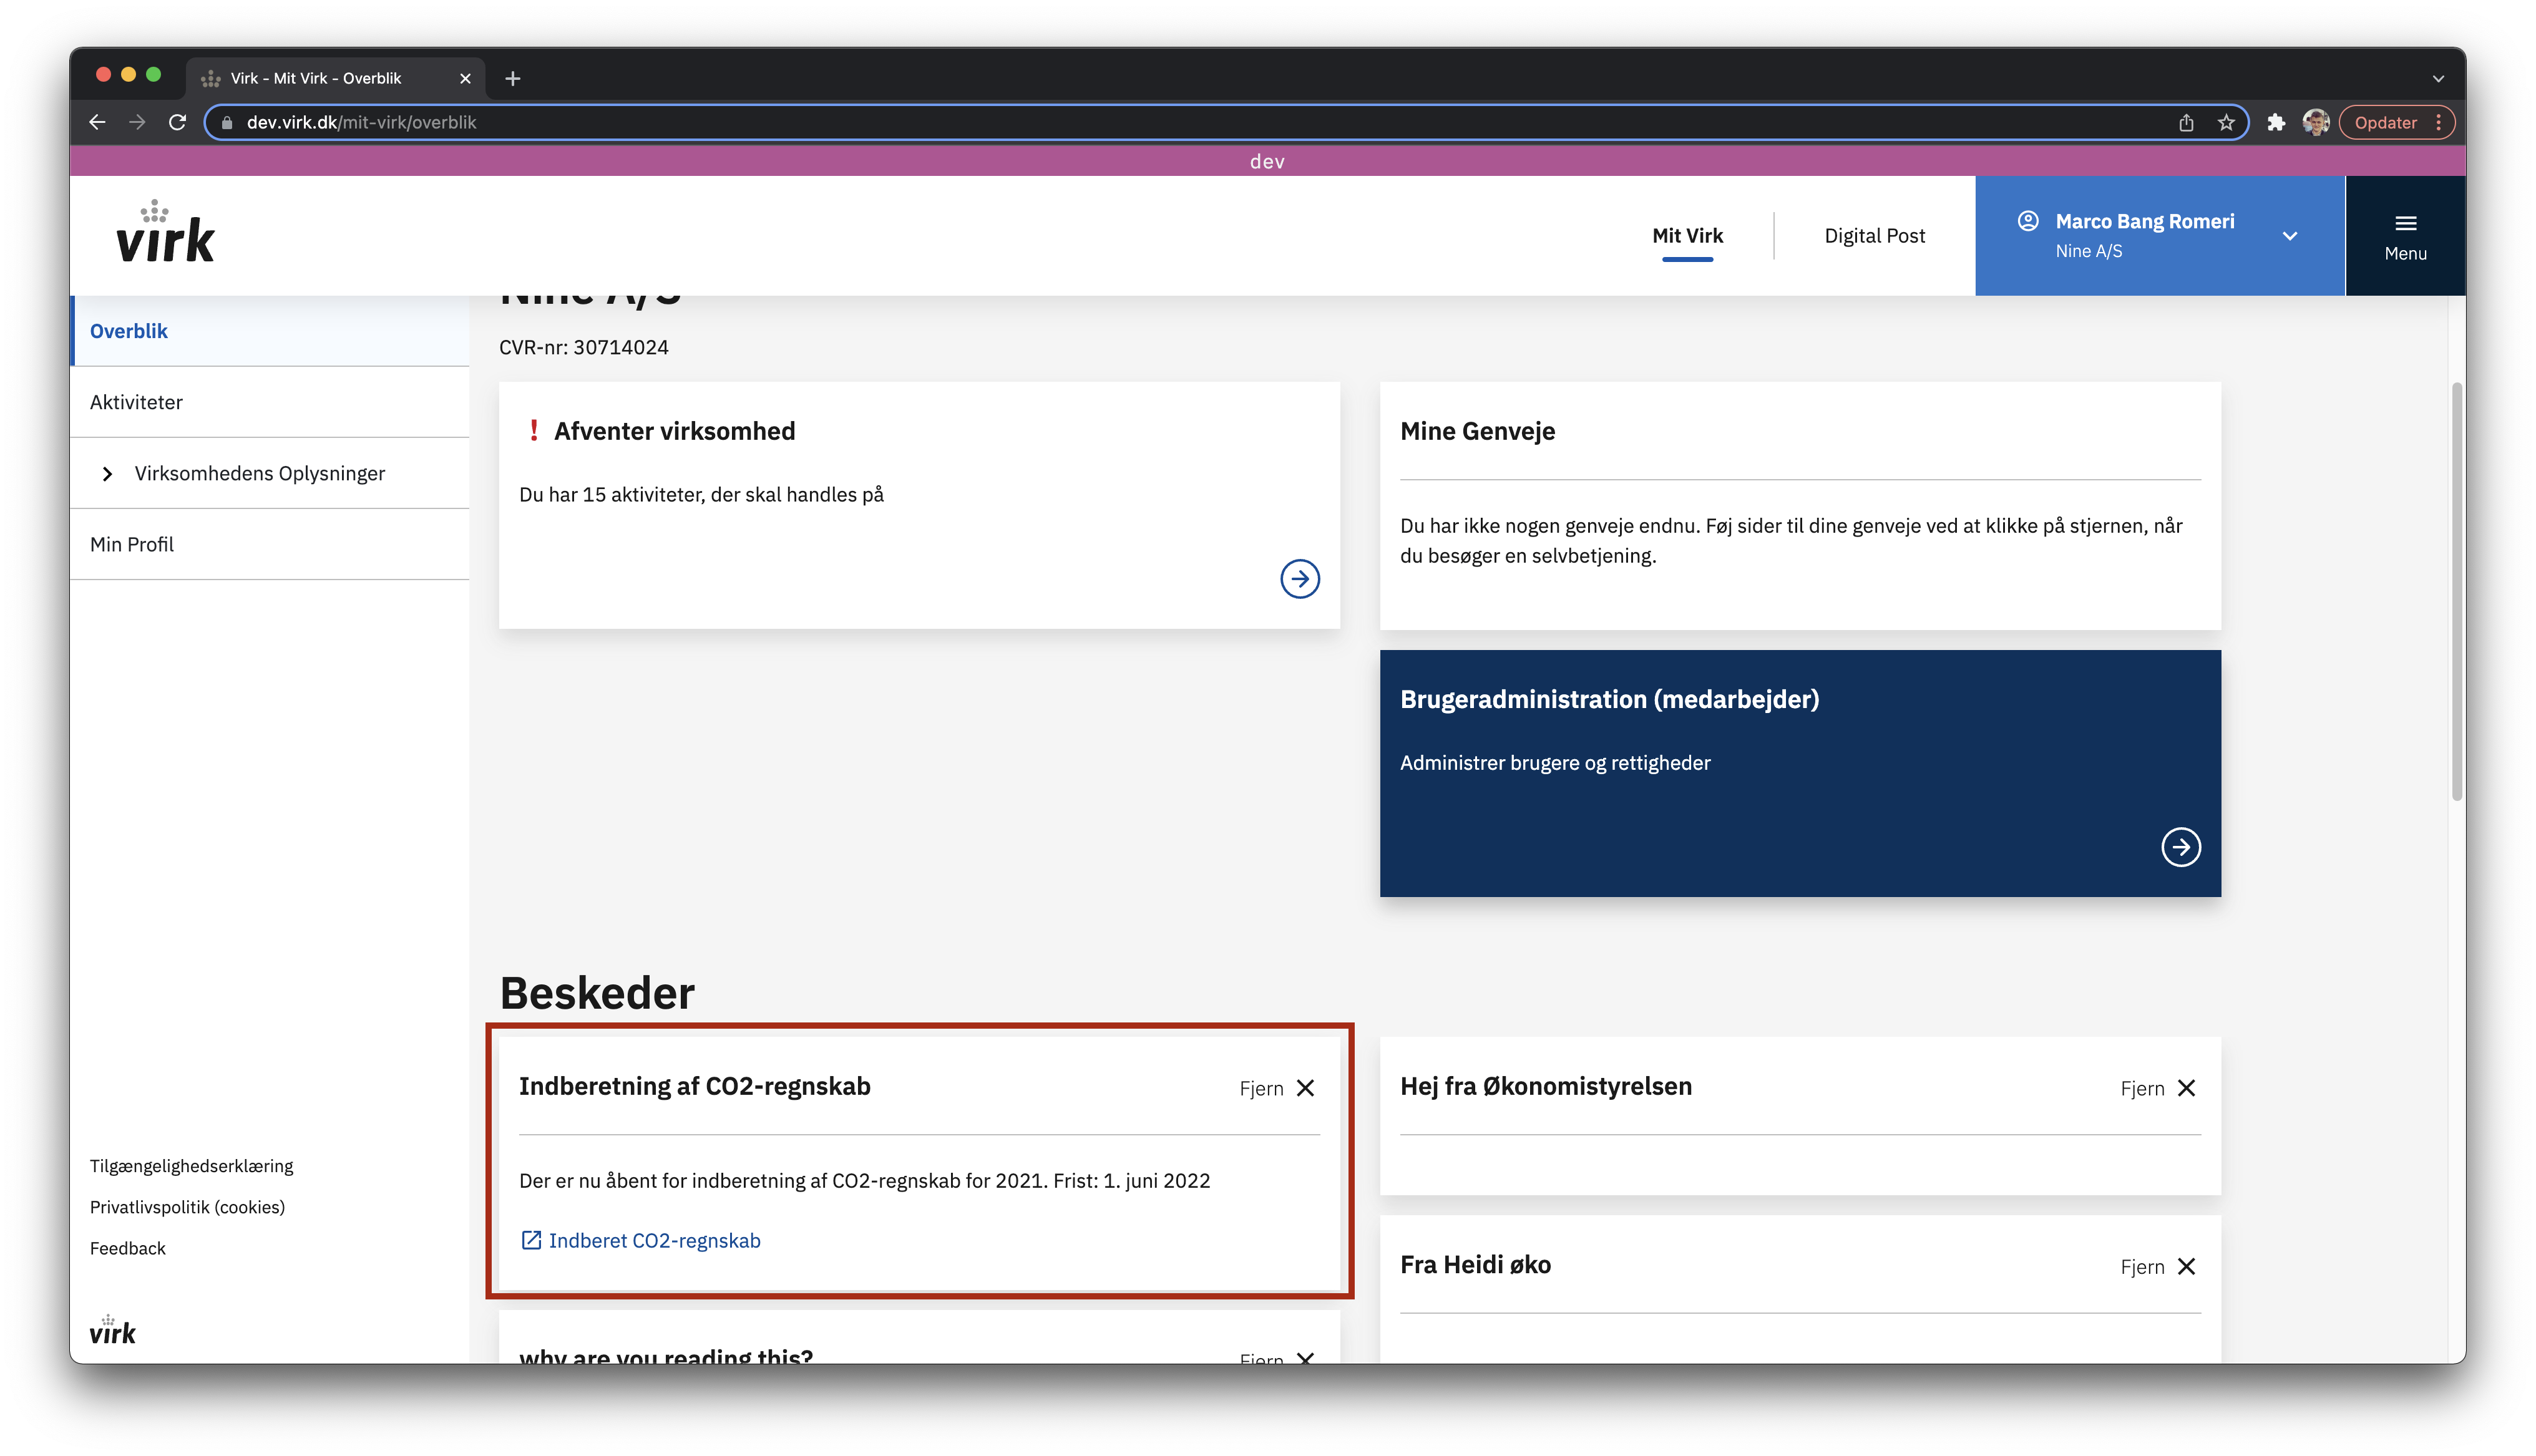 Virk - Mit Virk - Overblik
dev.virk.dk/mit-virk/overblik
Opdater
dev
virk
Mit Virk
Digital Post
Marco Bang Romeri
Nine A/S
Menu
Overblik
Aktiviteter
Virksomhedens Oplysninger
Min Profil
Tilgængelighedserklæring
Privatlivspolitik (cookies)
Feedback
virk
Nine A/S
CVR-nr: 30714024
! Afventer virksomhed
Du har 15 aktiviteter, der skal handles på
Mine Genveje
Du har ikke nogen genveje endnu. Føj sider til dine genveje ved at klikke på stjernen, når
du besøger en selvbetjening.
Brugeradministration (medarbejder)
Administrer brugere og rettigheder
Beskeder
Indberetning af CO2-regnskab
Fjern
Der er nu åbent for indberetning af CO2-regnskab for 2021. Frist: 1. juni 2022
Indberet CO2-regnskab
Hej fra Økonomistyrelsen
Fjern
Fra Heidi øko
Fjern
why are you reading this?
Fjern